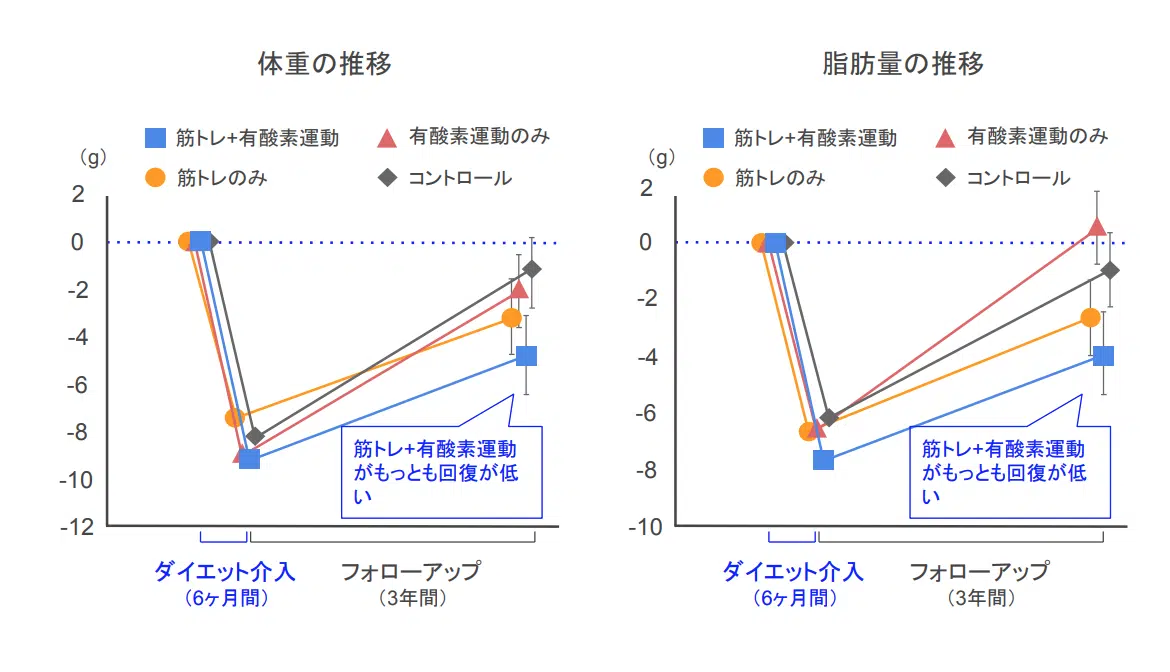 体重の推移
筋トレ+有酸素運動
有酸素運動のみ
筋トレのみ
コントロール
（g）
2
0
-2
-4
-6
-8
-10
-12
筋トレ+有酸素運動
がもっとも回復が低
い
ダイエット介入
（6ヶ月間）
フォローアップ
（3年間）
脂肪量の推移
筋トレ+有酸素運動
有酸素運動のみ
筋トレのみ
コントロール
（g）
2
0
-2
-4
-6
-8
-10
筋トレ+有酸素運動
がもっとも回復が低
い
ダイエット介入
（6ヶ月間）
フォローアップ
（3年間）